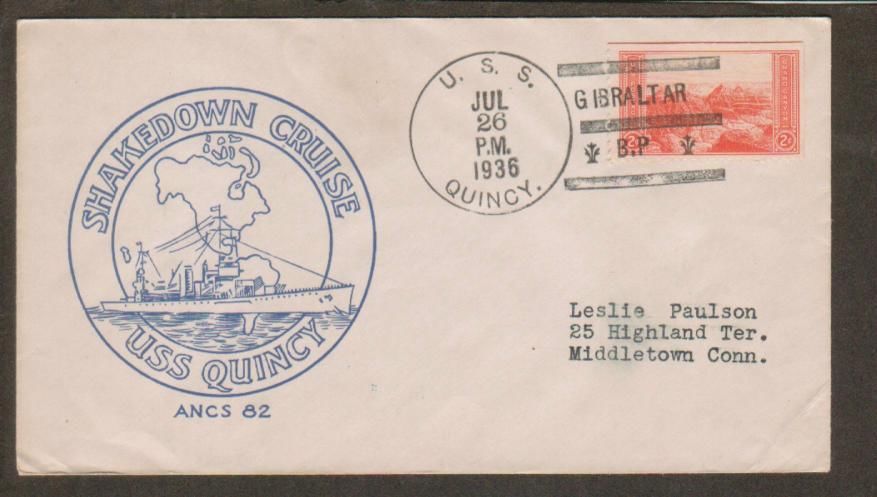 SHAKEDOWN CRUISE
USS QUINCY
ANCS 82
U. S. S.
JUL
26
P.M.
1936
QUINCY.
GIBRALTAR
B.P
2¢ 2¢
Leslie Paulson
25 Highland Ter.
Middletown Conn.